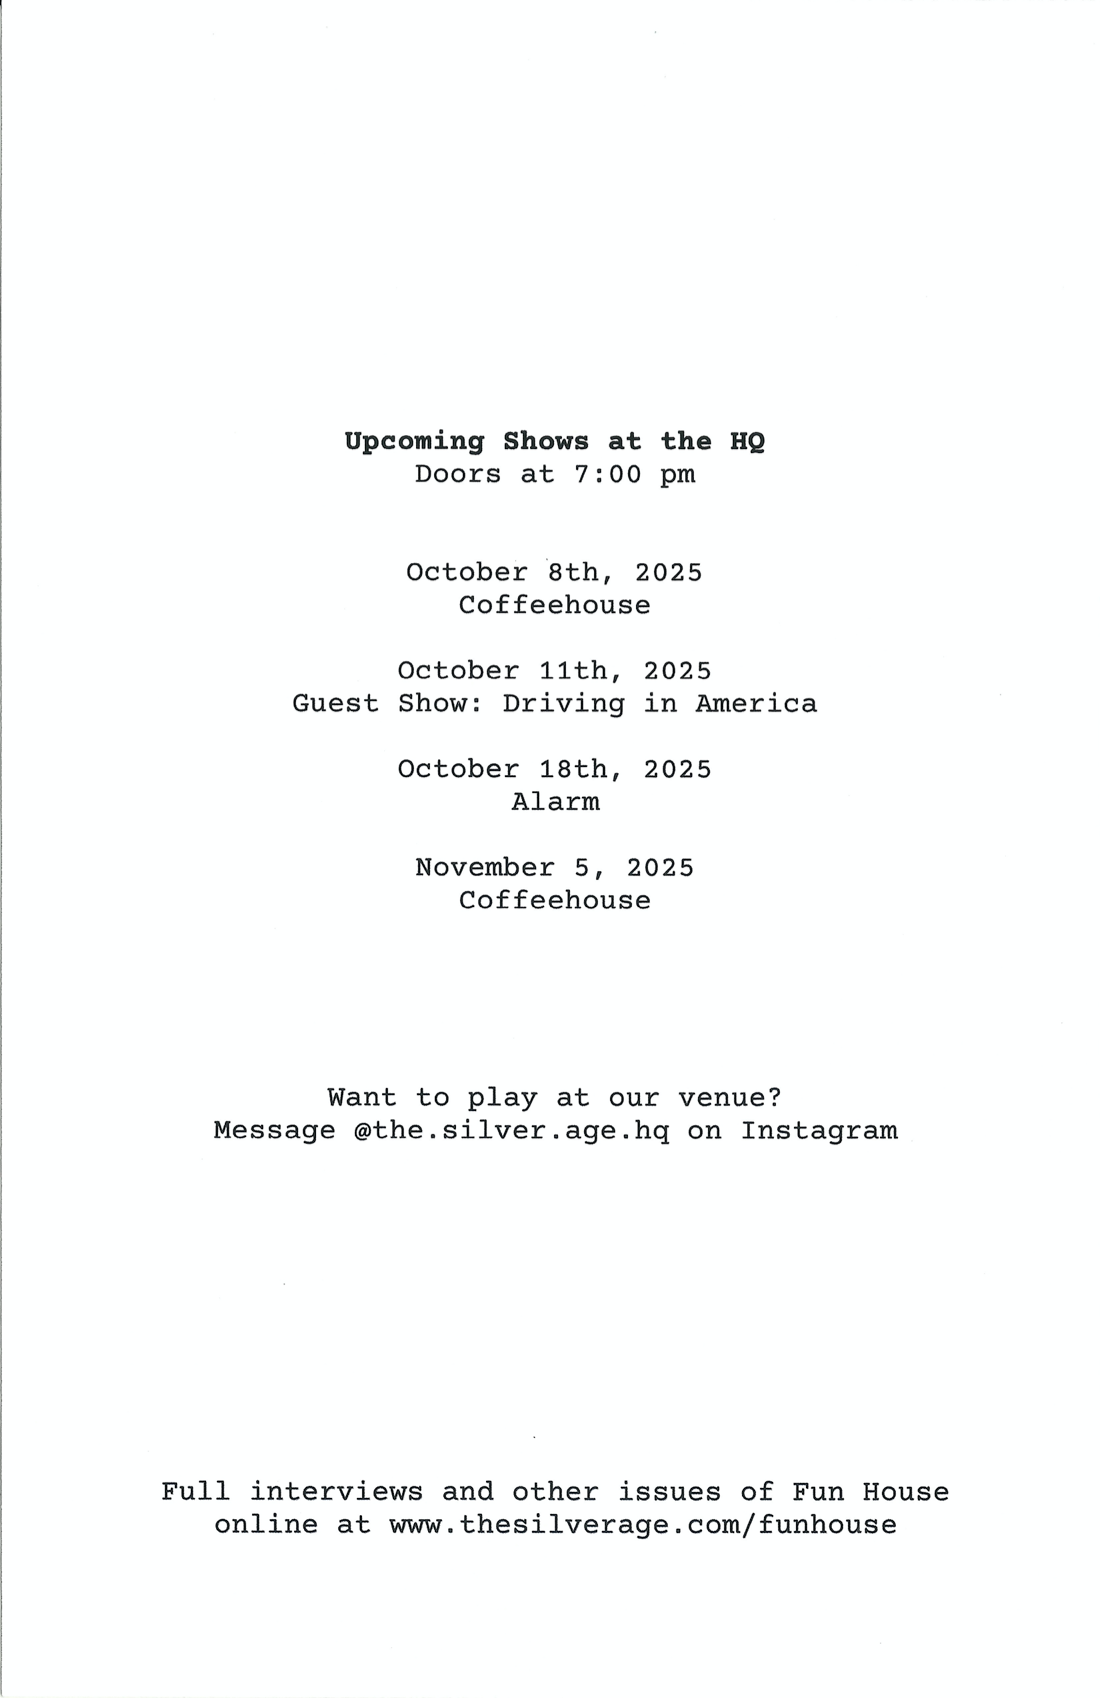 Upcoming Shows at the HQ
Doors at 7:00 pm
October 8th, 2025
Coffeehouse
October 11th, 2025
Guest Show: Driving in America
October 18th, 2025
Alarm
November 5, 2025
Coffeehouse
Want to play at our venue?
Message @the.silver.age.hq on Instagram
Full interviews and other issues of Fun House
online at www.thesilverage.com/funhouse